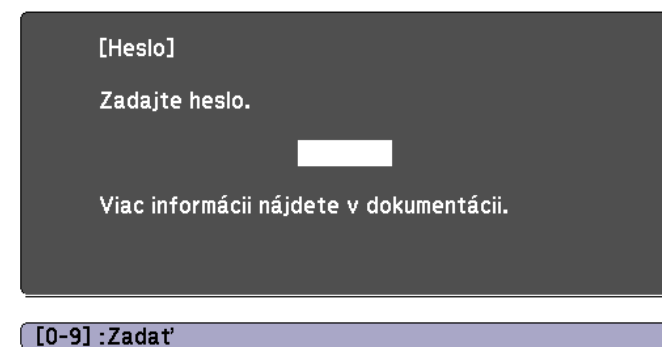 [Heslo]
Zadajte heslo.
Viac informácii nájdete v dokumentácii.
[0-9] :Zadať